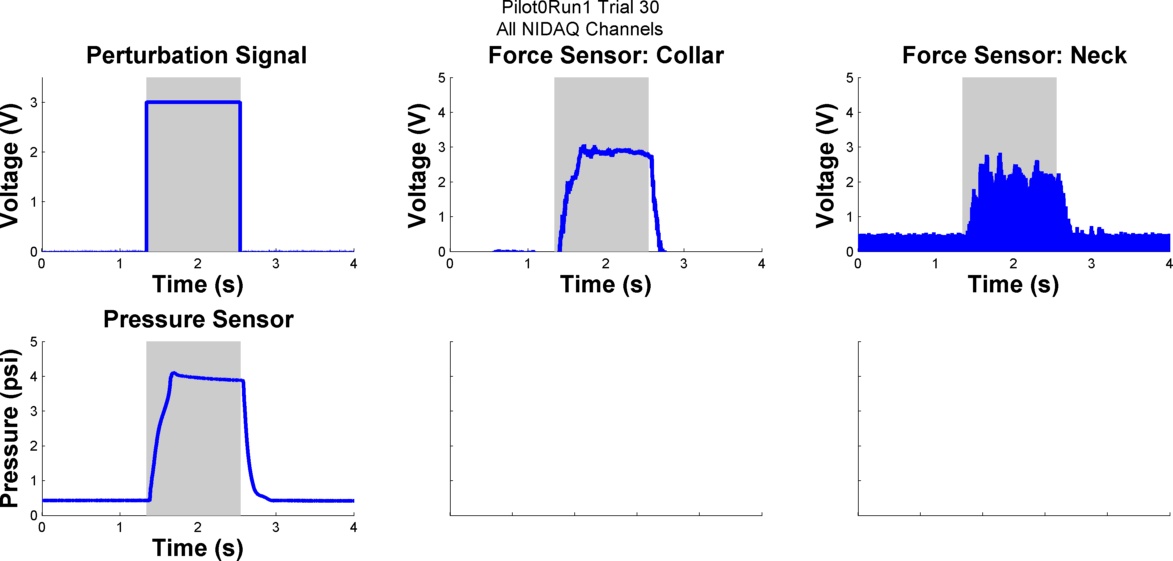 Pilot0Run1 Trial 30
All NIDAQ Channels
Perturbation Signal
Voltage (V)
3
2
1
0
0 1 2 3 4
Time (s)
Force Sensor: Collar
Voltage (V)
5
4
3
2
1
0
0 1 2 3 4
Time (s)
Force Sensor: Neck
Voltage (V)
5
4
3
2
1
0
0 1 2 3 4
Time (s)
Pressure Sensor
Pressure (psi)
5
4
3
2
1
0
0 1 2 3 4
Time (s)